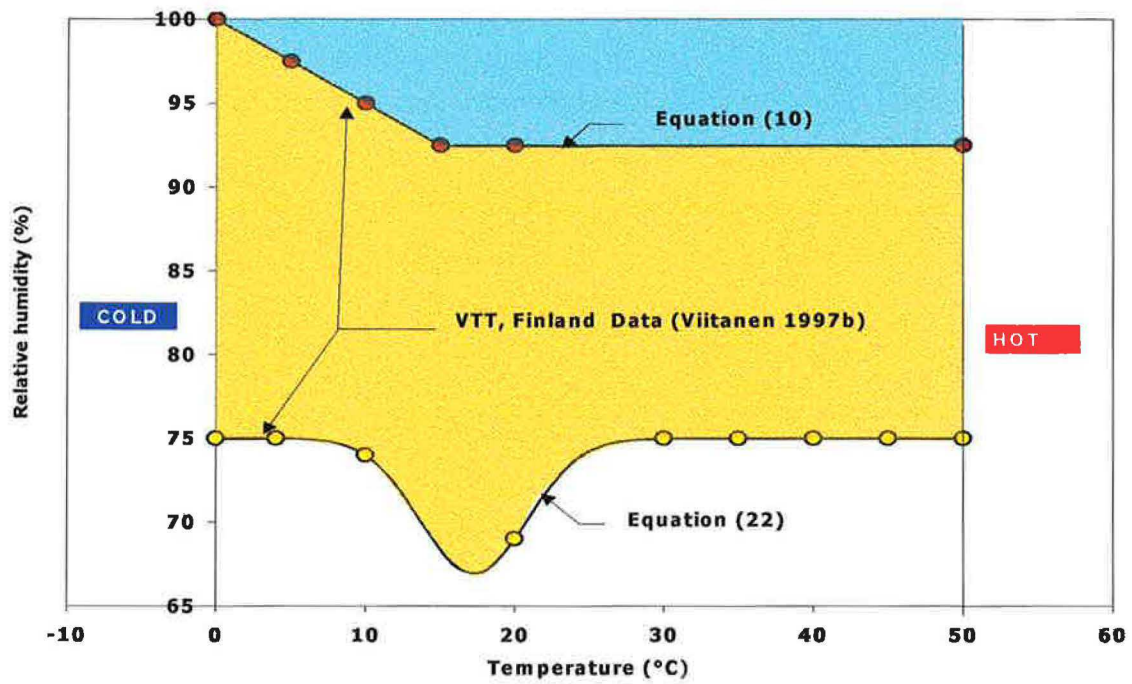 100
95
90
85
80
75
70
65
Relative humidity (%)
COLD
Equation (10)
VTT, Finland Data (Viitanen 1997b)
HOT
Equation (22)
-10 0 10 20 30 40 50 60
Temperature (°C)